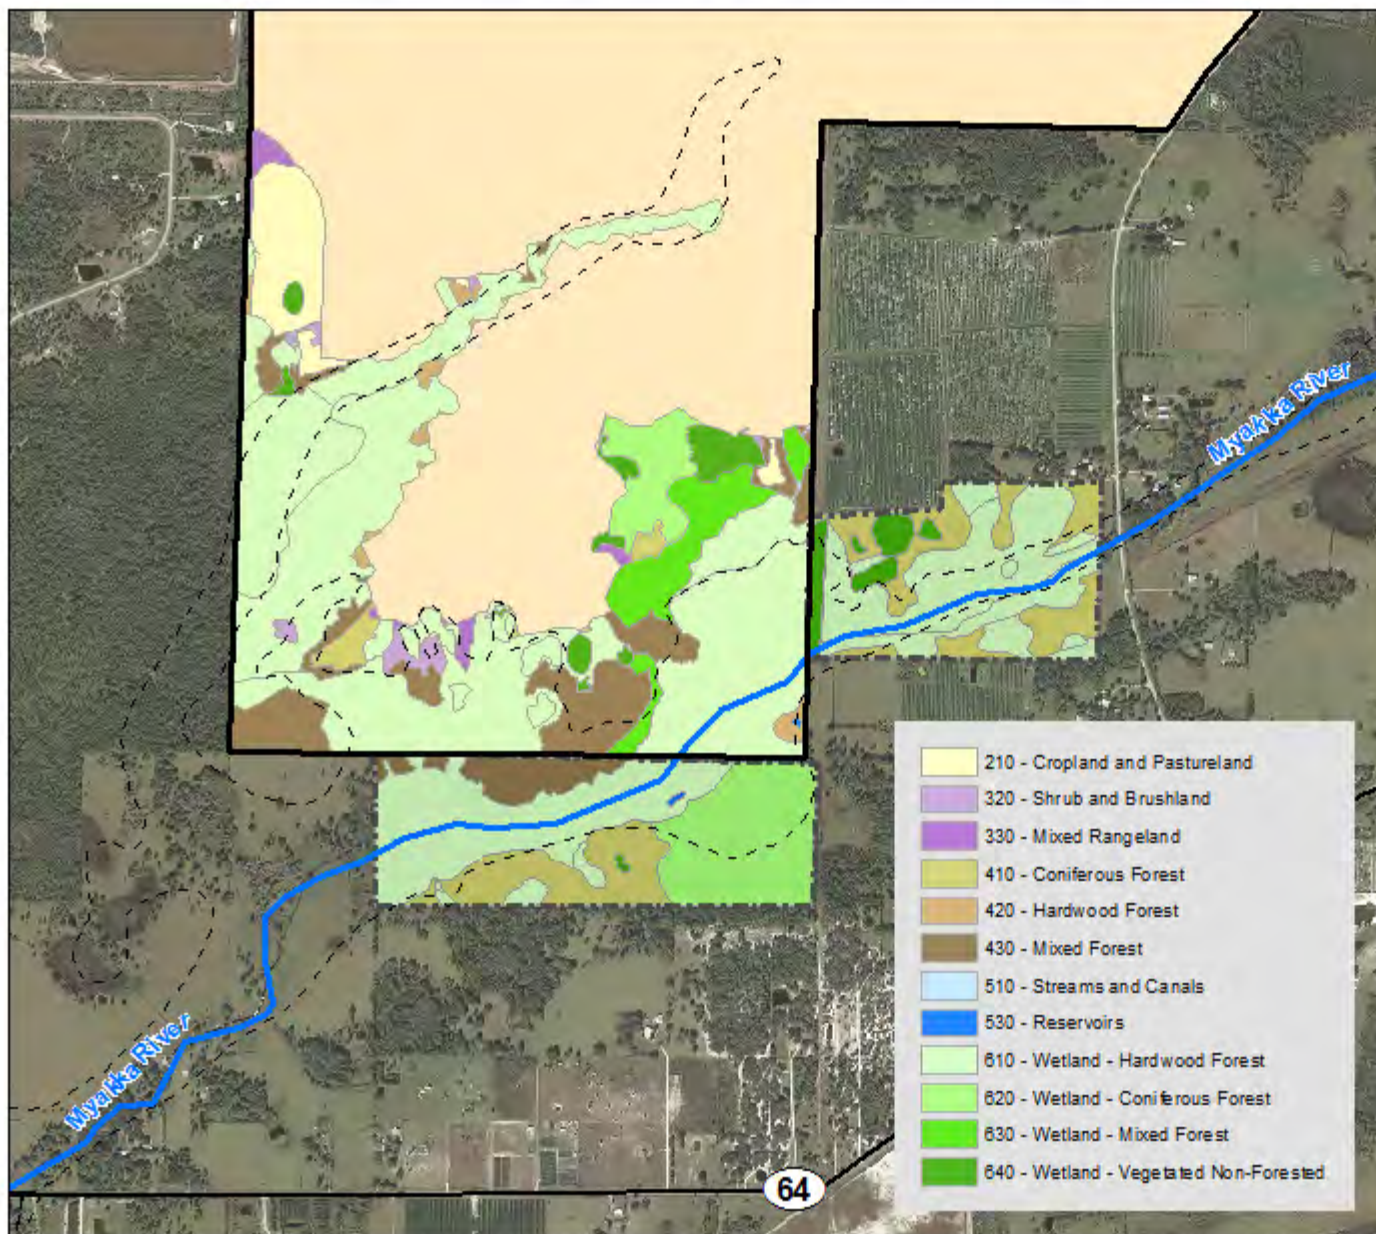 Myakka River
210 - Cropland and Pastureland
320 - Shrub and Brushland
330 - Mixed Rangeland
410 - Coniferous Forest
420 - Hardwood Forest
430 - Mixed Forest
510 - Streams and Canals
530 - Reservoirs
610 - Wetland - Hardwood Forest
620 - Wetland - Coniferous Forest
630 - Wetland - Mixed Forest
640 - Wetland - Vegetated Non-Forested
Myakka River
64